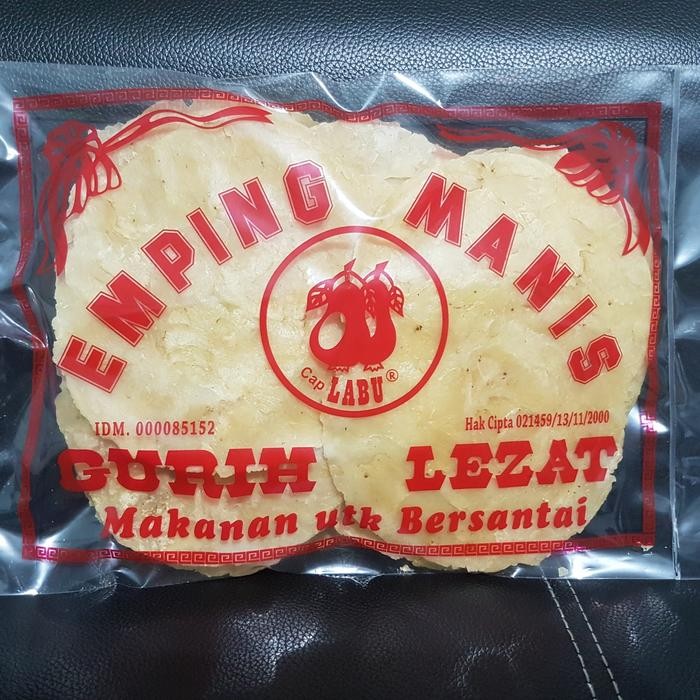 EMPING MANIS
Cap LABU ®
IDM. 000085152
Hak Cipta 021459/13/11/2000
GURIH LEZAT
Makanan utk Bersantai